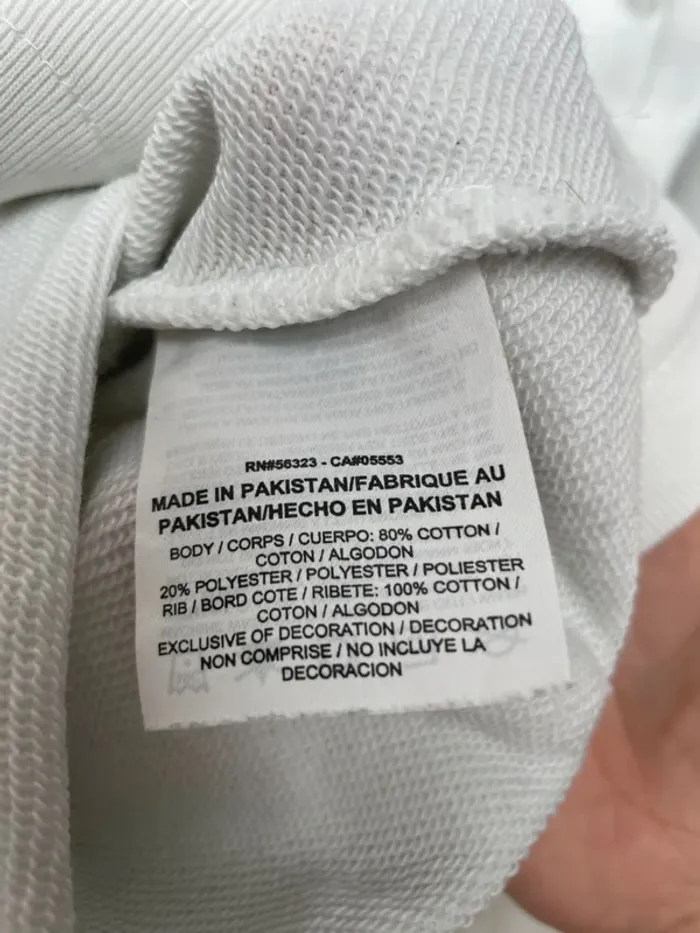 RN#56323 - CA#05553
MADE IN PAKISTAN/FABRIQUE AU
PAKISTAN/HECHO EN PAKISTAN
BODY / CORPS / CUERPO: 80% COTTON /
COTON / ALGODON
20% POLYESTER / POLYESTER / POLIESTER
RIB / BORD COTE / RIBETE: 100% COTTON /
COTON / ALGODON
EXCLUSIVE OF DECORATION / DECORATION
NON COMPRISE / NO INCLUYE LA
DECORACION